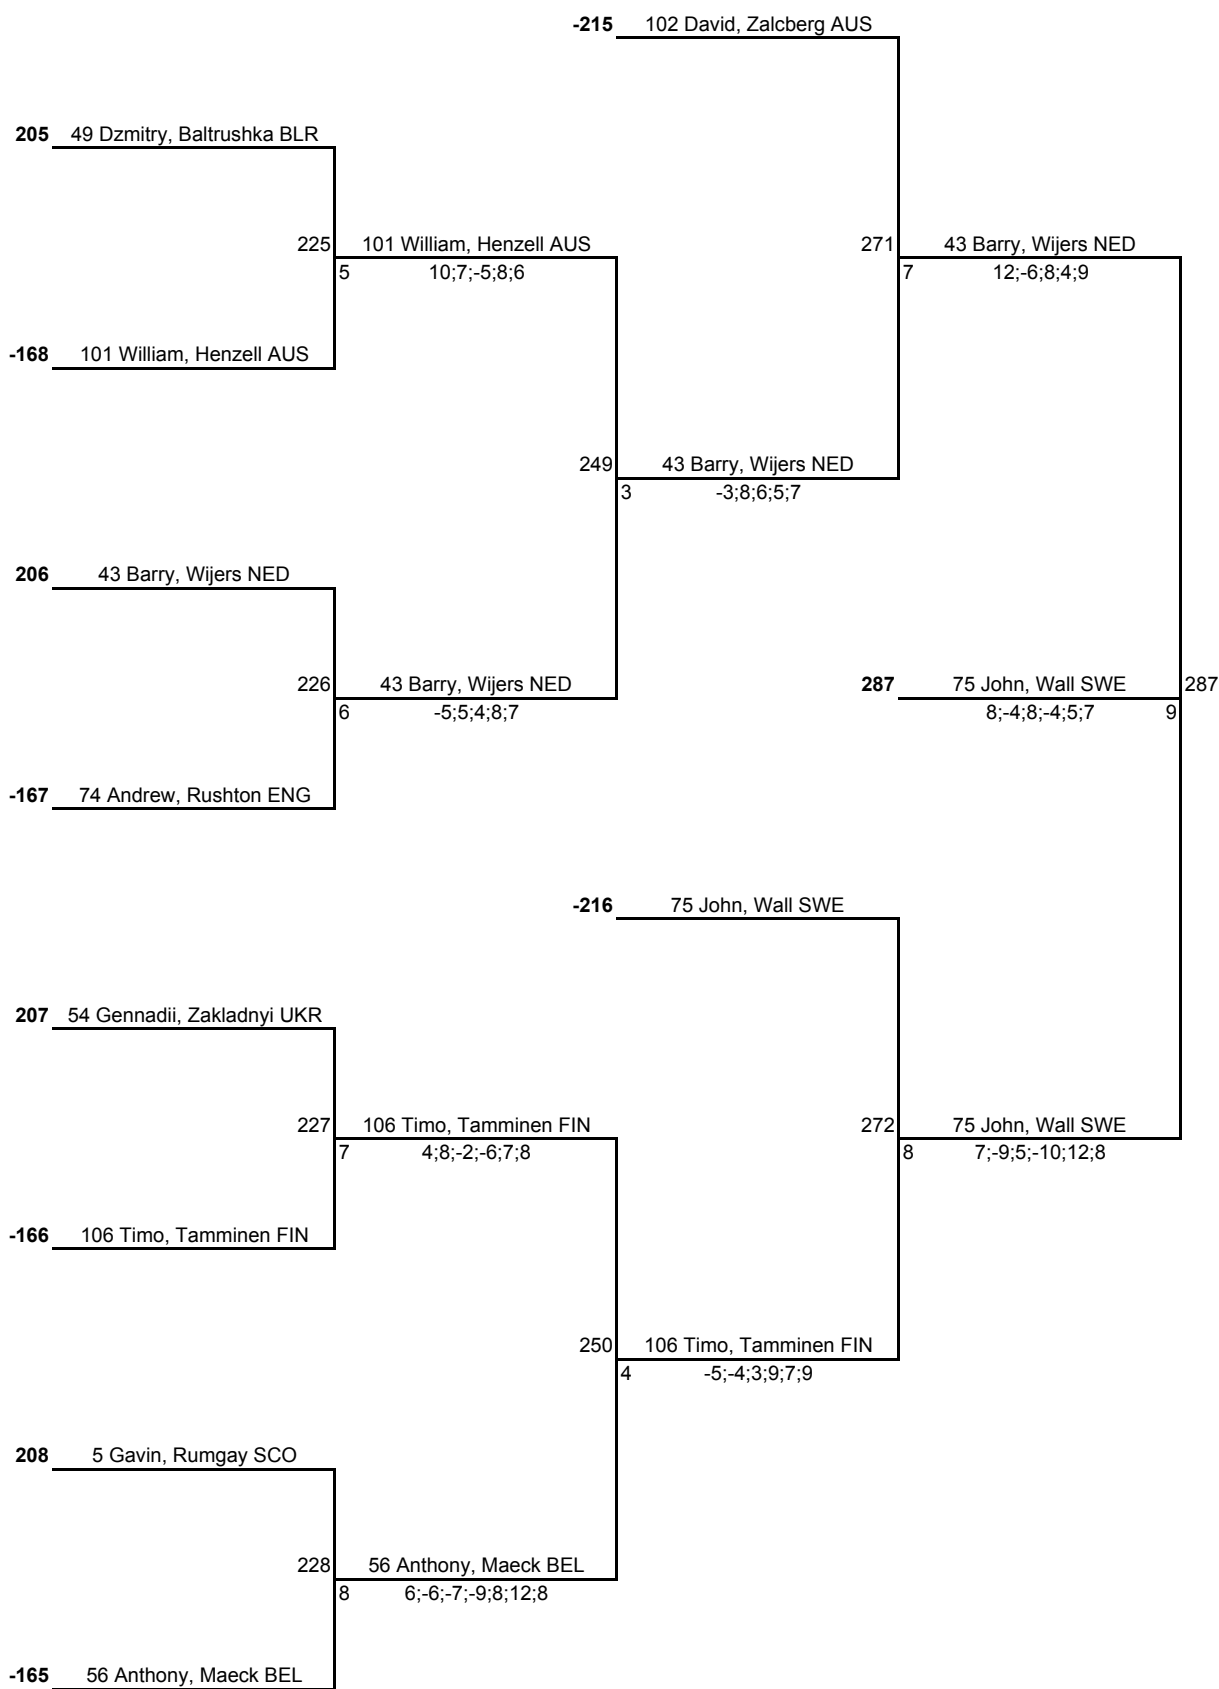 -215 102 David, Zalcberg AUS
205 49 Dzmitry, Baltrushka BLR
225 101 William, Henzell AUS 271 43 Barry, Wijers NED
5 10;7;-5;8;6 7 12;-6;8;4;9
-168 101 William, Henzell AUS
249 43 Barry, Wijers NED
3 -3;8;6;5;7
206 43 Barry, Wijers NED
226 43 Barry, Wijers NED 287 75 John, Wall SWE 287
6 -5;5;4;8;7 8;-4;8;-4;5;7 9
-167 74 Andrew, Rushton ENG
-216 75 John, Wall SWE
207 54 Gennadii, Zakladnyi UKR
227 106 Timo, Tamminen FIN 272 75 John, Wall SWE
7 4;8;-2;-6;7;8 8 7;-9;5;-10;12;8
-166 106 Timo, Tamminen FIN
250 106 Timo, Tamminen FIN
4 -5;-4;3;9;7;9
208 5 Gavin, Rumgay SCO
228 56 Anthony, Maeck BEL
8 6;-6;-7;-9;8;12;8
-165 56 Anthony, Maeck BEL